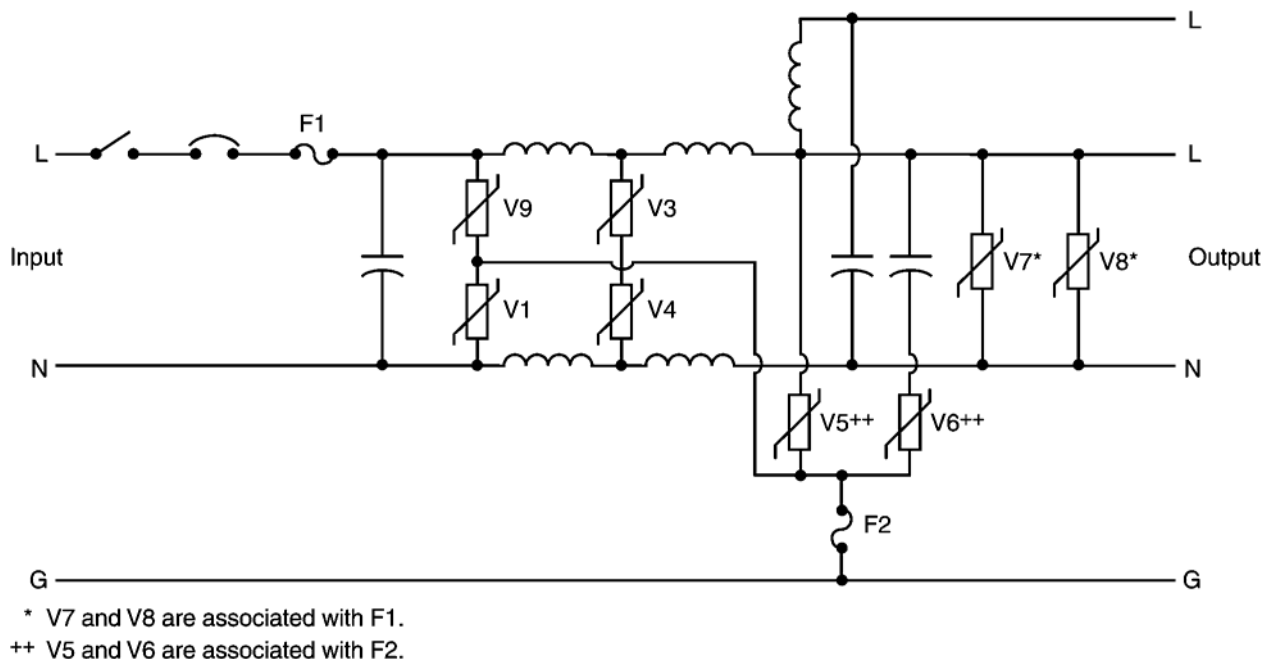 L
F1
L
L
V9
V3
Input
V7*
V8*
Output
V1
V4
N
N
V5++
V6++
F2
G
G
* V7 and V8 are associated with F1.
++ V5 and V6 are associated with F2.